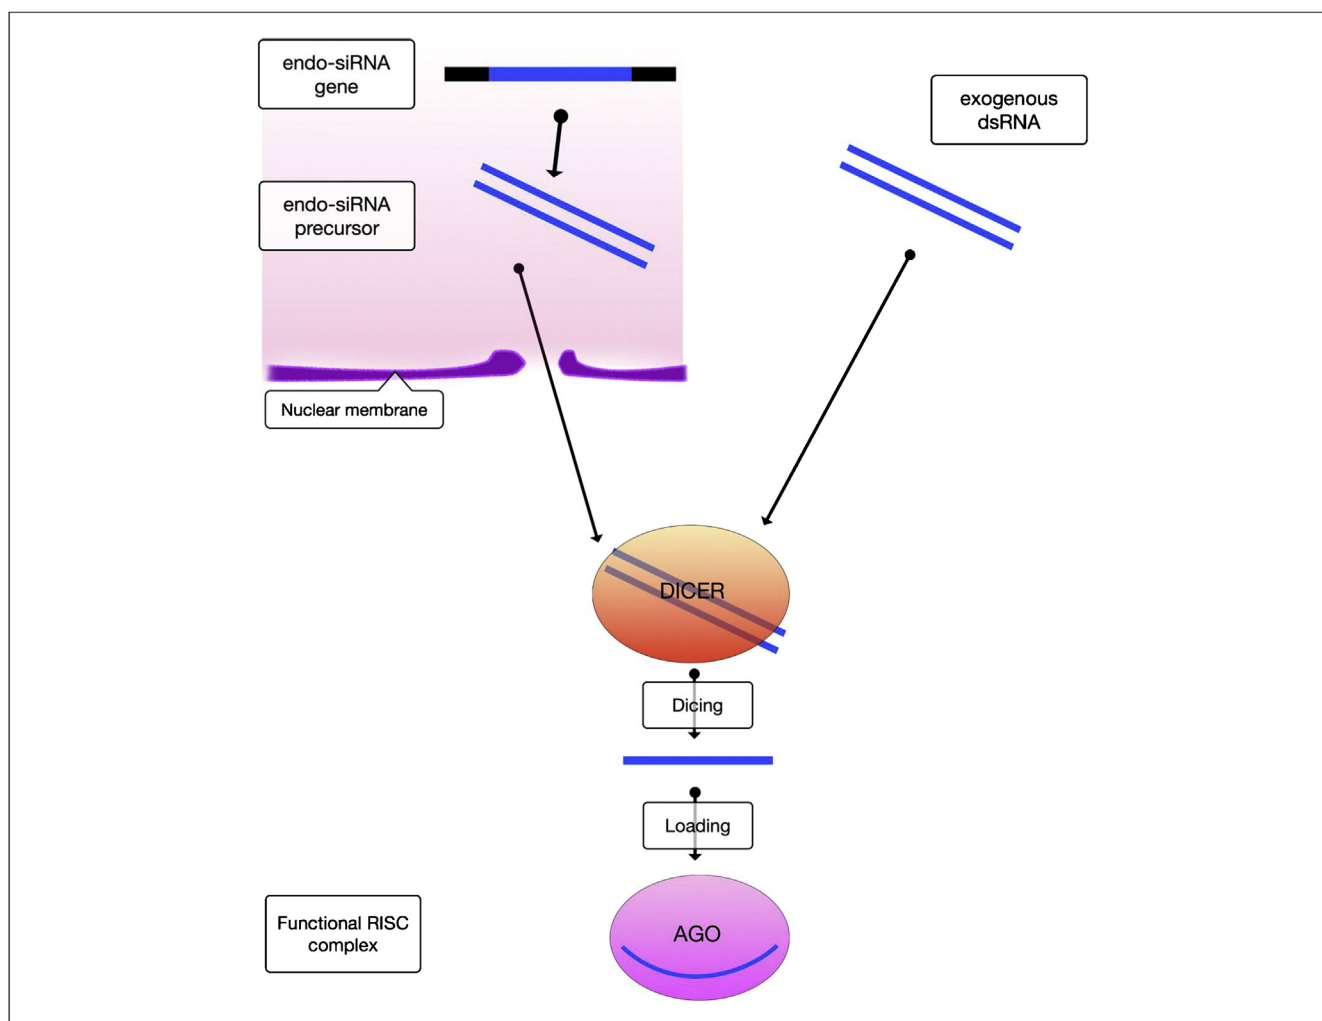 endo-siRNA
gene
exogenous
dsRNA
endo-siRNA
precursor
Nuclear membrane
DICER
Dicing
Loading
Functional RISC
complex
AGO